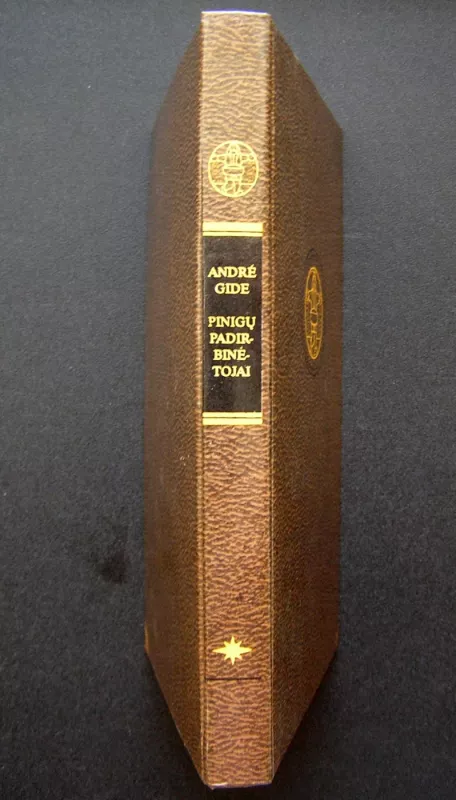 ANDRÉ
GIDE
PINIGŲ
PADIR-
BINĖ-
TOJAI